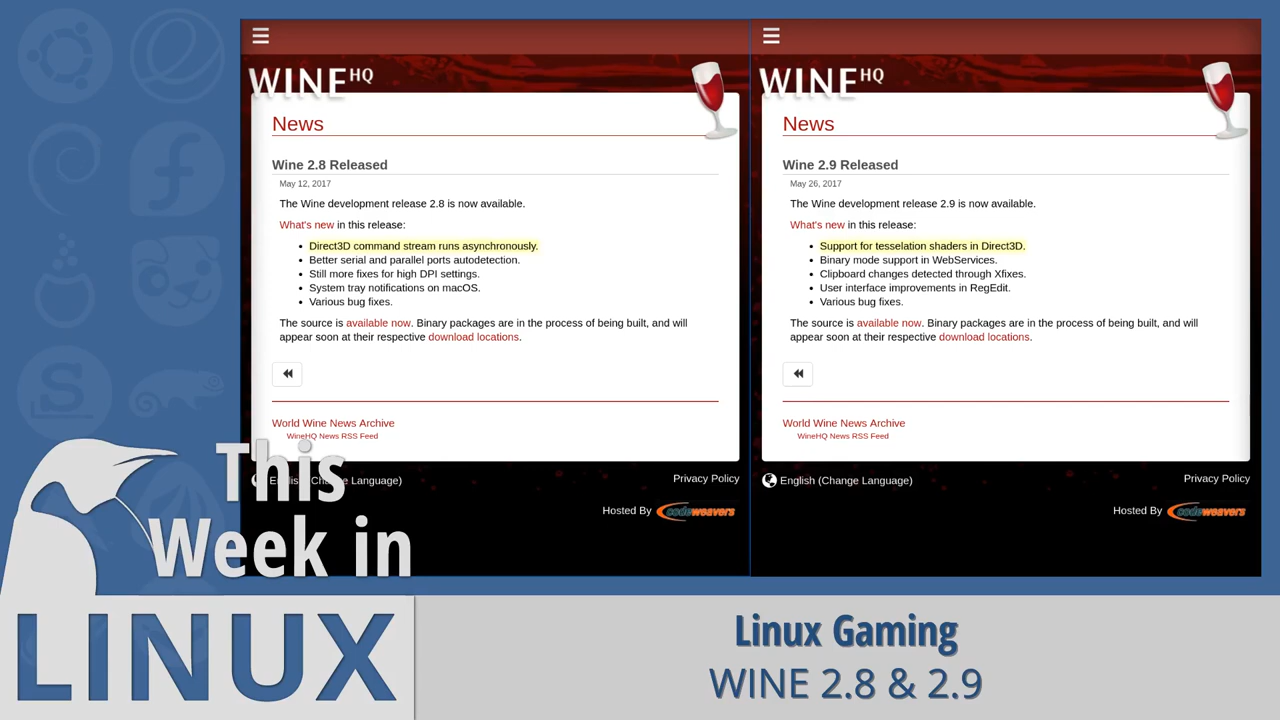 WINE HQ
News
Wine 2.8 Released
May 12, 2017
The Wine development release 2.8 is now available.
What's new in this release:
• Direct3D command stream runs asynchronously.
• Better serial and parallel ports autodetection.
• Still more fixes for high DPI settings.
• System tray notifications on macOS.
• Various bug fixes.
The source is available now. Binary packages are in the process of being built, and will
appear soon at their respective download locations.
World Wine News Archive
WineHQ News RSS Feed
English (Change Language)
Privacy Policy
Hosted By codeweavers
WINE HQ
News
Wine 2.9 Released
May 26, 2017
The Wine development release 2.9 is now available.
What's new in this release:
• Support for tesselation shaders in Direct3D.
• Binary mode support in WebServices.
• Clipboard changes detected through Xfixes.
• User interface improvements in RegEdit.
• Various bug fixes.
The source is available now. Binary packages are in the process of being built, and will
appear soon at their respective download locations.
World Wine News Archive
WineHQ News RSS Feed
English (Change Language)
Privacy Policy
Hosted By codeweavers
This
Week in
LINUX
Linux Gaming
WINE 2.8 & 2.9